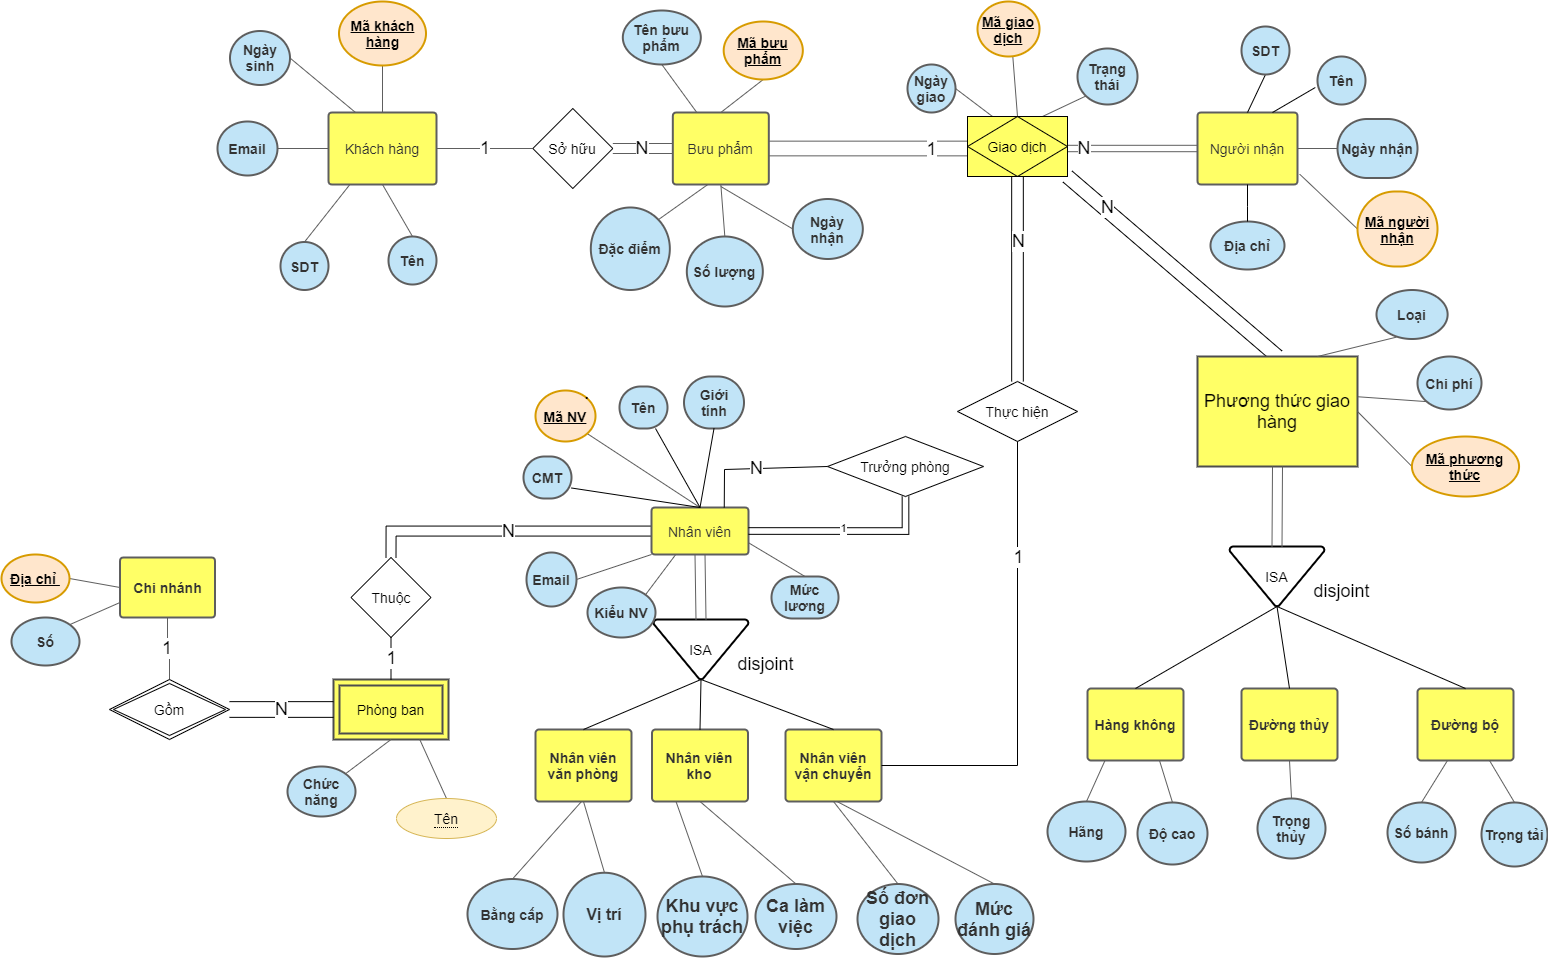 Mã khách
hàng
Ngày
sinh
Email
Khách hàng
SDT
Tên
1
Sở hữu
N
Tên bưu
phẩm
Mã bưu
phẩm
Bưu phẩm
Đặc điểm
Số lượng
Ngày
nhận
1
Mã giao
dịch
Ngày
giao
Trạng
thái
Giao dịch
N
SDT
Tên
Người nhận
Ngày nhận
Mã người
nhận
Địa chỉ
N
N
Loại
Phương thức giao
hàng
Chi phí
Mã phương
thức
Thực hiện
1
Mã NV
Tên
Giới
tính
CMT
N
Trưởng phòng
Nhân viên
1
N
Email
Kiểu NV
Mức
lương
Thuộc
1
Địa chỉ
Chi nhánh
Số
1
Gồm
N
Phòng ban
Chức
năng
Tên
ISA
disjoint
Nhân viên
văn phòng
Nhân viên
kho
Nhân viên
vận chuyển
Bằng cấp
Vị trí
Khu vực
phụ trách
Ca làm
việc
Số đơn
giao
dịch
Mức
đánh giá
ISA
disjoint
Hàng không
Đường thủy
Đường bộ
Hãng
Độ cao
Trọng
thủy
Số bánh
Trọng tải